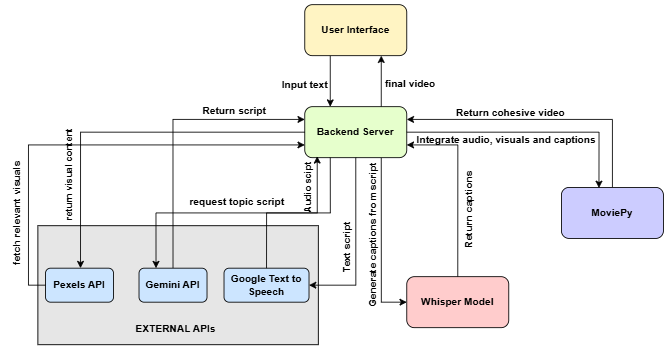 User Interface
Input text
final video
Return script
Backend Server
Return cohesive video
Integrate audio, visuals and captions
fetch relevant visuals
return visual content
request topic script
Audio scipt
Text script
Generate captions from script
Return captions
MoviePy
Pexels API
Gemini API
Google Text to
Speech
Whisper Model
EXTERNAL APIs